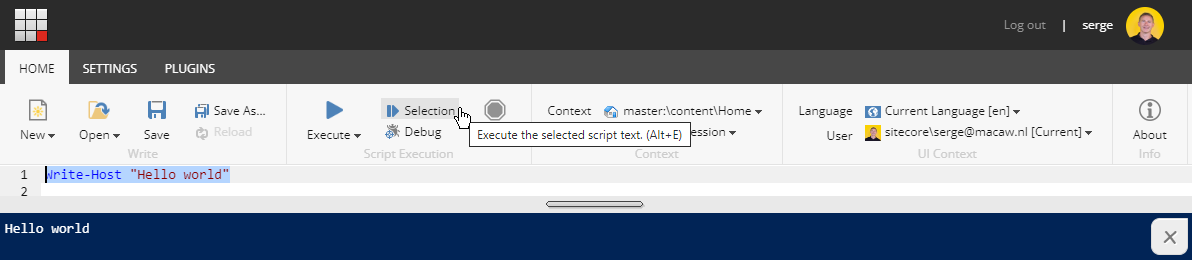 Log out | serge
HOME SETTINGS PLUGINS
New Open Save Save As... Reload
Write
Execute Selection Debug
Script Execution
Execute the selected script text. (Alt+E)
Context master:\content\Home
ession
Context
Language Current Language [en]
User sitecore\serge@macaw.nl [Current]
UI Context
About
Info
1 Write-Host "Hello world"
2
Hello world